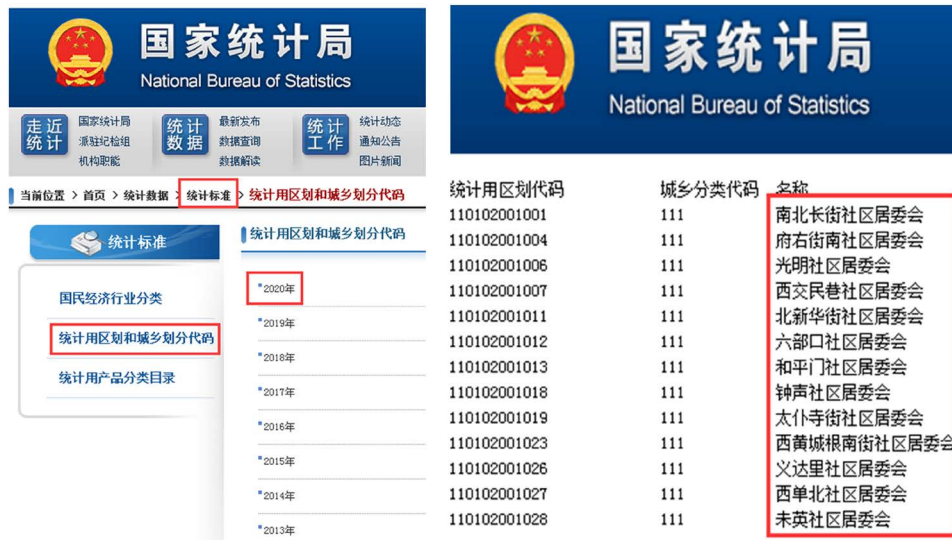 国家统计局
National Bureau of Statistics
走近统计
国家统计局
派驻纪检组
机构职能
统计数据
最新发布
数据查询
数据解读
统计工作
统计动态
通知公告
图片新闻
当前位置 > 首页 > 统计数据 > 统计标准 > 统计用区划和城乡划分代码
统计标准
国民经济行业分类
统计用区划和城乡划分代码
统计用产品分类目录
统计用区划和城乡划分代码
2020年
2019年
2018年
2017年
2016年
2015年
2014年
2013年
国家统计局
National Bureau of Statistics
统计用区划代码 城乡分类代码 名称
110102001001 111 南北长街社区居委会
110102001004 111 府右街南社区居委会
110102001006 111 光明社区居委会
110102001007 111 西交民巷社区居委会
110102001011 111 北新华街社区居委会
110102001012 111 六部口社区居委会
110102001013 111 和平门社区居委会
110102001018 111 钟声社区居委会
110102001019 111 太仆寺街社区居委会
110102001023 111 西黄城根南街社区居委会
110102001026 111 义达里社区居委会
110102001027 111 西单北社区居委会
110102001028 111 未英社区居委会